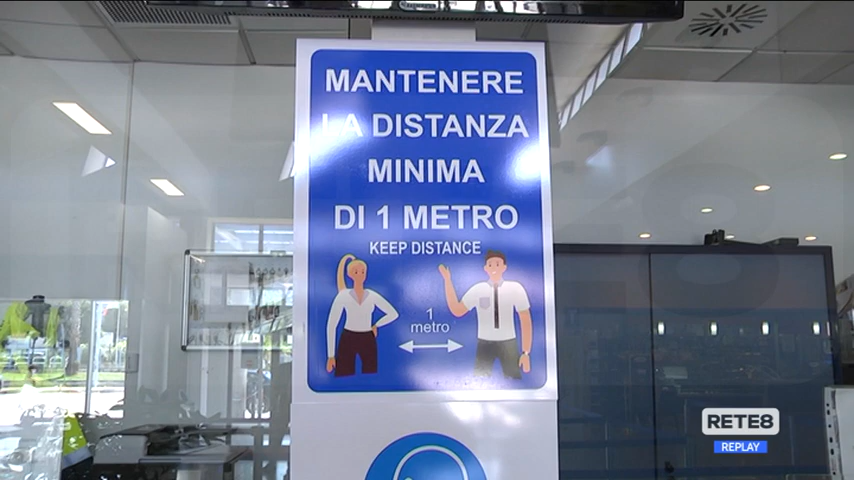 MANTENERE
LA DISTANZA
MINIMA
DI 1 METRO
KEEP DISTANCE
1
metro
RETE8
REPLAY